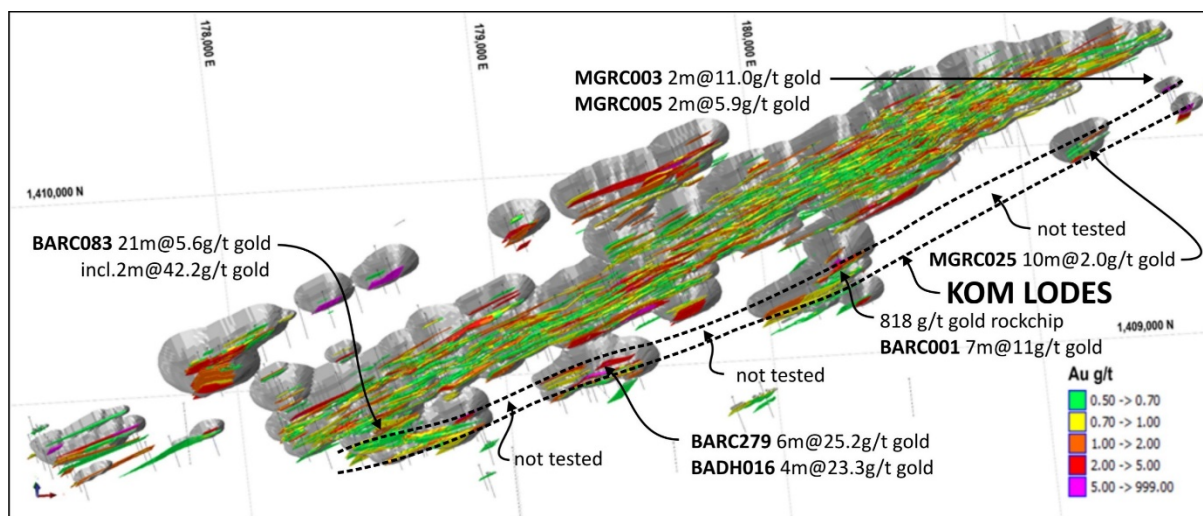 178,000 E
179,000 E
180,000 E
MGRC003 2m@11.0g/t gold
MGRC005 2m@5.9g/t gold
1,410,000 N
BARC083 21m@5.6g/t gold
incl.2m@42.2g/t gold
not tested
MGRC025 10m@2.0g/t gold
KOM LODES
818 g/t gold rockchip
BARC001 7m@11g/t gold
1,409,000 N
not tested
not tested
BARC279 6m@25.2g/t gold
BADH016 4m@23.3g/t gold
Au g/t
0.50 -> 0.70
0.70 -> 1.00
1.00 -> 2.00
2.00 -> 5.00
5.00 -> 999.00